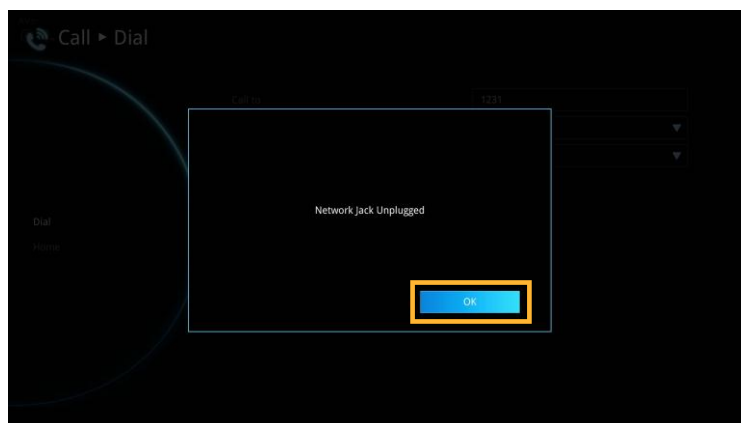 Call ▸ Dial
Call to
1231
Network Jack Unplugged
Dial
Home
OK